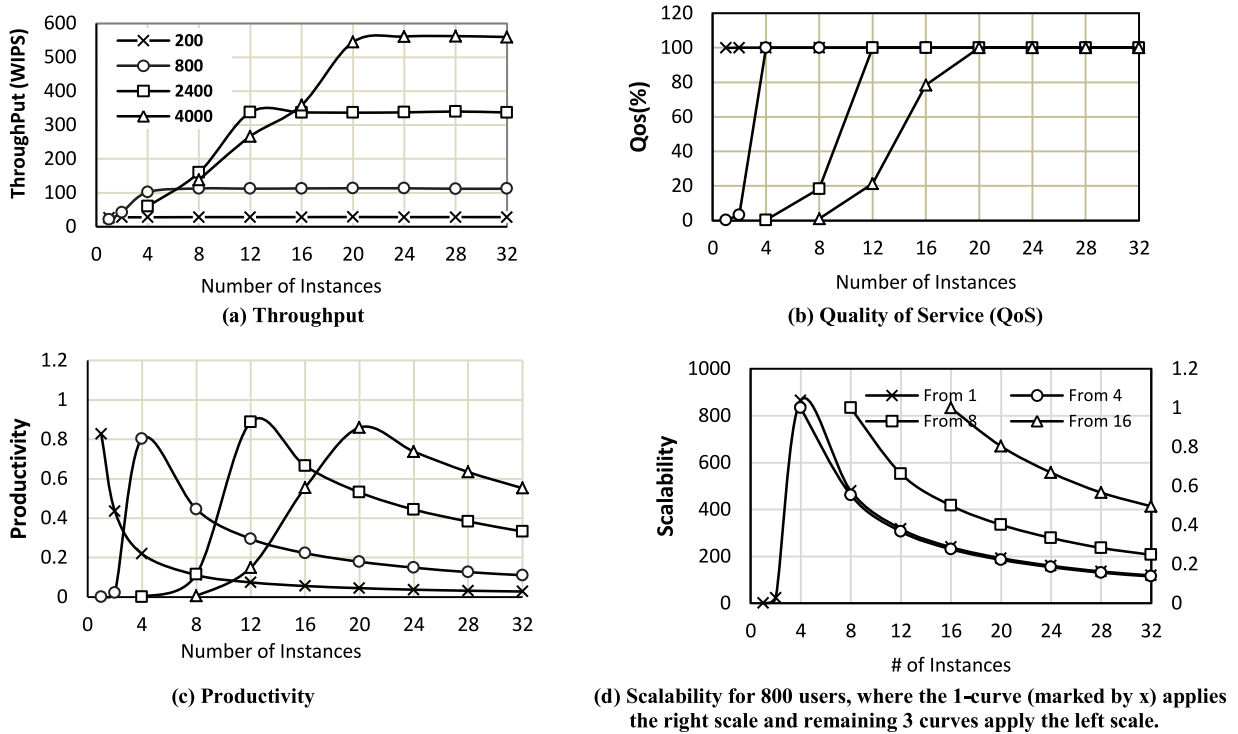 600
500
400
300
200
100
0
ThroughPut (WIPS)
200
800
2400
4000
0 4 8 12 16 20 24 28 32
Number of Instances
(a) Throughput
120
100
80
60
40
20
0
Qos(%)
0 4 8 12 16 20 24 28 32
Number of Instances
(b) Quality of Service (QoS)
1.2
1
0.8
0.6
0.4
0.2
0
Productivity
0 4 8 12 16 20 24 28 32
Number of Instances
(c) Productivity
1000
800
600
400
200
0
Scalability
From 1 From 4
From 8 From 16
1.2
1
0.8
0.6
0.4
0.2
0
0 4 8 12 16 20 24 28 32
# of Instances
(d) Scalability for 800 users, where the 1-curve (marked by x) applies
the right scale and remaining 3 curves apply the left scale.